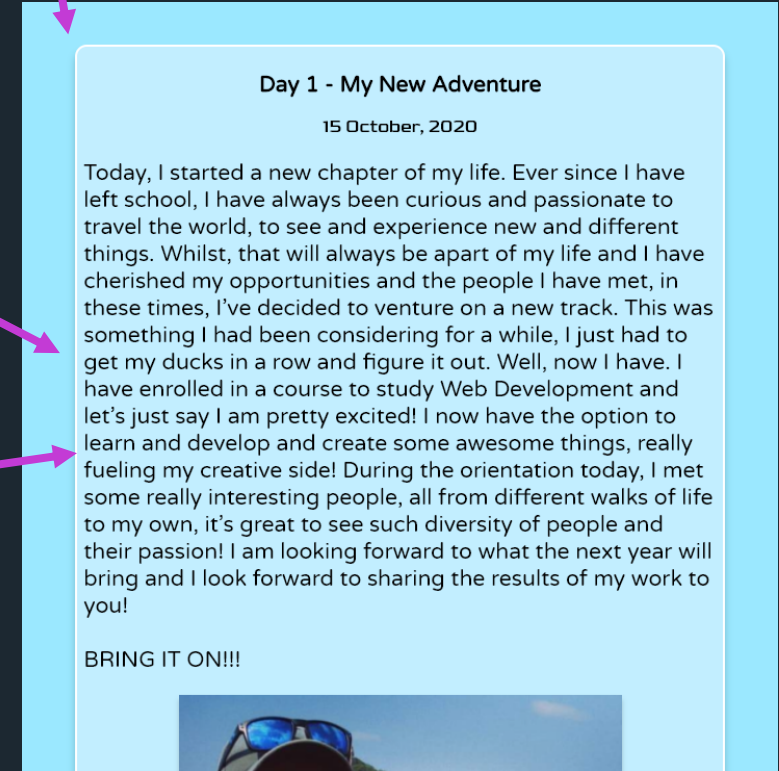 Day 1 - My New Adventure
15 October, 2020
Today, I started a new chapter of my life. Ever since I have
left school, I have always been curious and passionate to
travel the world, to see and experience new and different
things. Whilst, that will always be apart of my life and I have
cherished my opportunities and the people I have met, in
these times, I’ve decided to venture on a new track. This was
something I had been considering for a while, I just had to
get my ducks in a row and figure it out. Well, now I have. I
have enrolled in a course to study Web Development and
let’s just say I am pretty excited! I now have the option to
learn and develop and create some awesome things, really
fueling my creative side! During the orientation today, I met
some really interesting people, all from different walks of life
to my own, it’s great to see such diversity of people and
their passion! I am looking forward to what the next year will
bring and I look forward to sharing the results of my work to
you!
BRING IT ON!!!